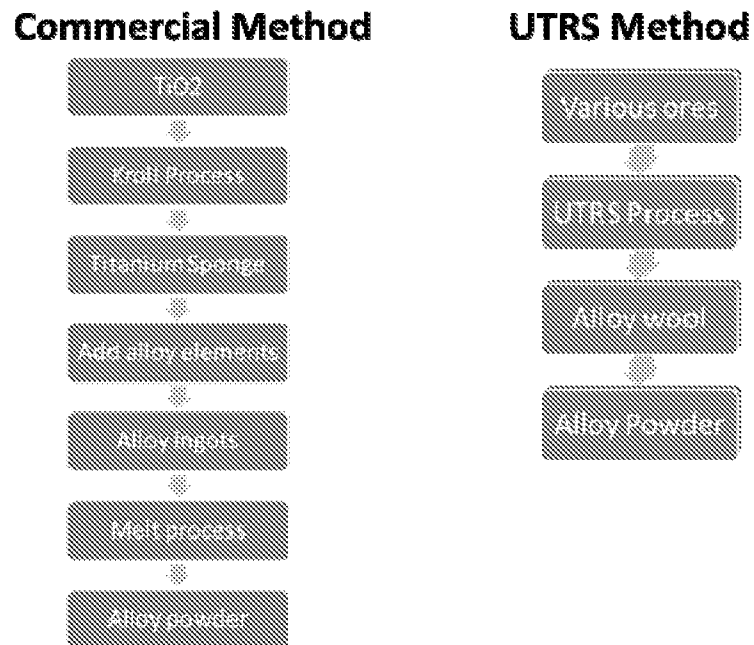 Commercial Method
TiO2
Kroll Process
Titanium Sponge
Add alloy elements
Alloy ingots
Melt process
Alloy powder
UTRS Method
Various ores
UTRS Process
Alloy wool
Alloy Powder